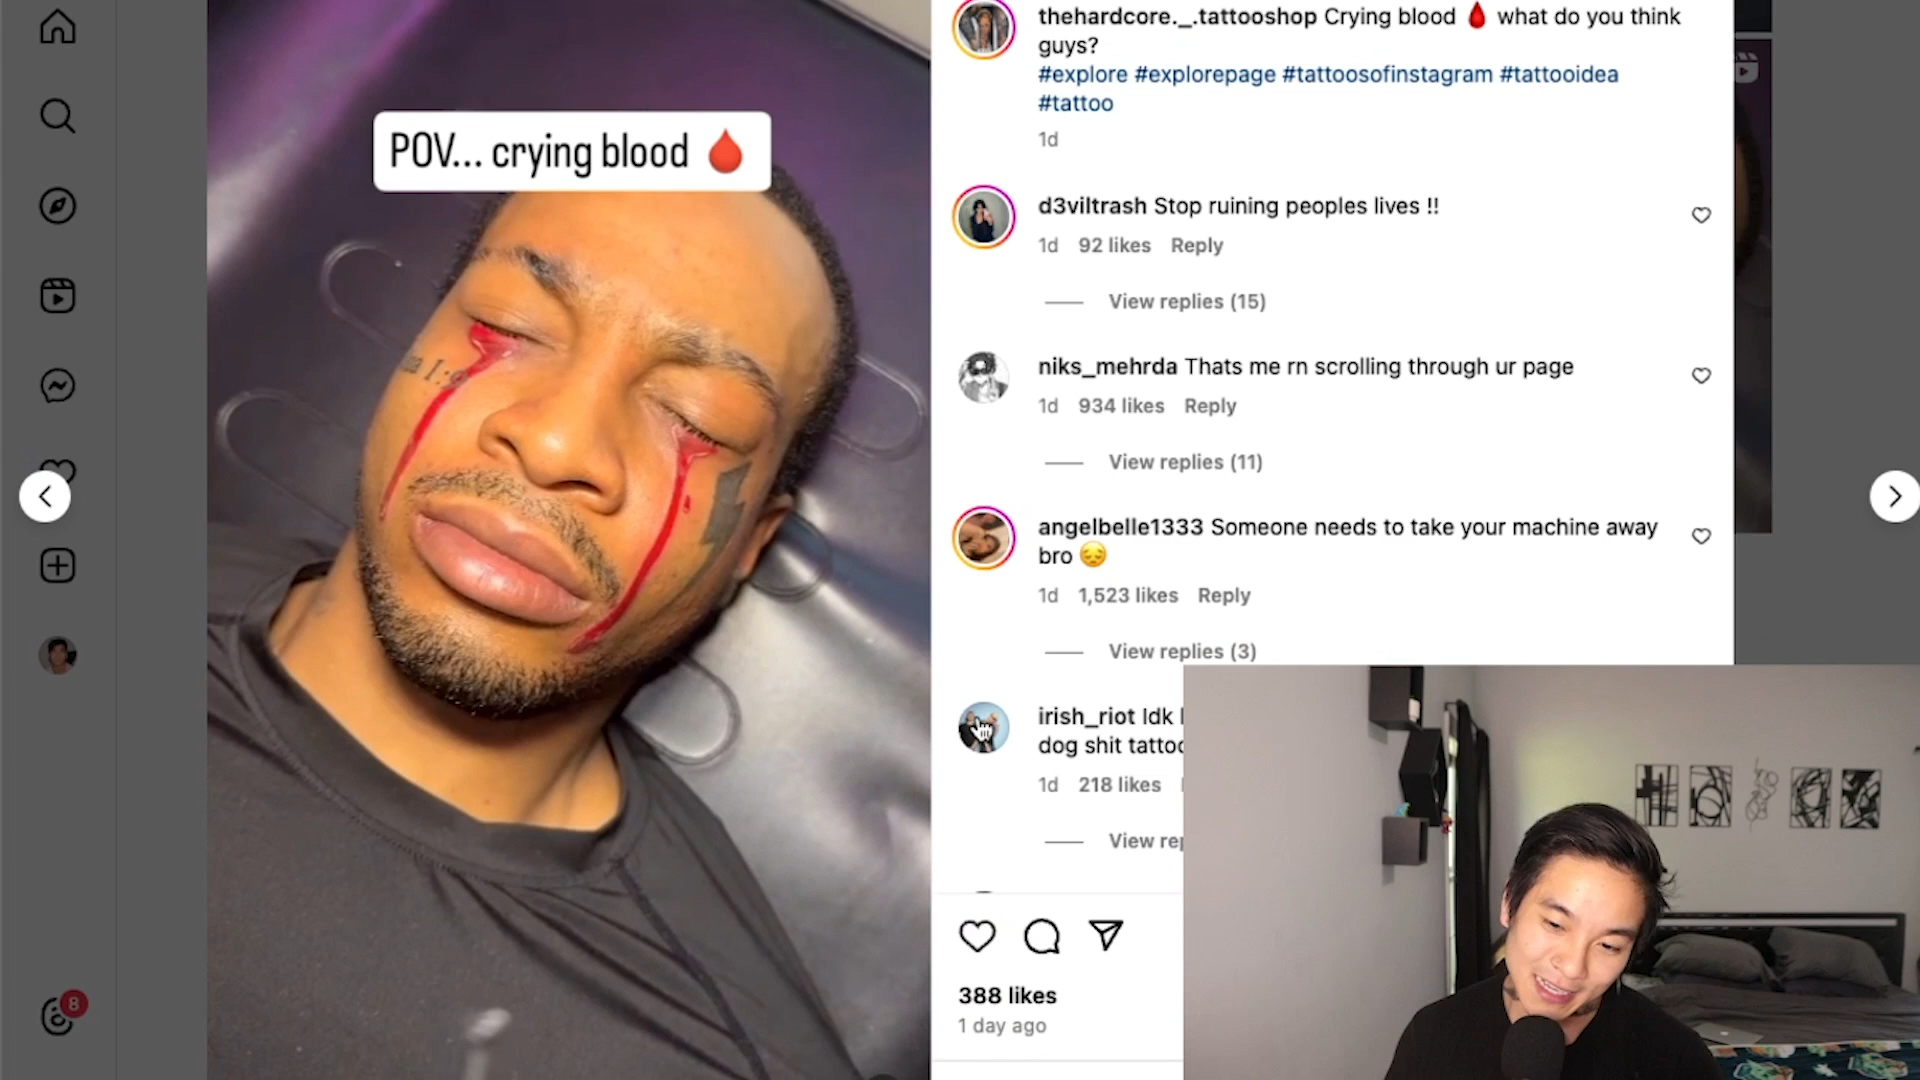 POV... crying blood 🩸
thehardcore._.tattooshop Crying blood 🩸 what do you think
guys?
#explore #explorepage #tattoosofinstagram #tattooidea
#tattoo
1d
d3viltrash Stop ruining peoples lives !!
1d 92 likes Reply
View replies (15)
niks_mehrda Thats me rn scrolling through ur page
1d 934 likes Reply
View replies (11)
angelbelle1333 Someone needs to take your machine away
bro 😔
1d 1,523 likes Reply
View replies (3)
irish_riot Idk
dog shit
1d 218 likes
View
388 likes
1 day ago
8